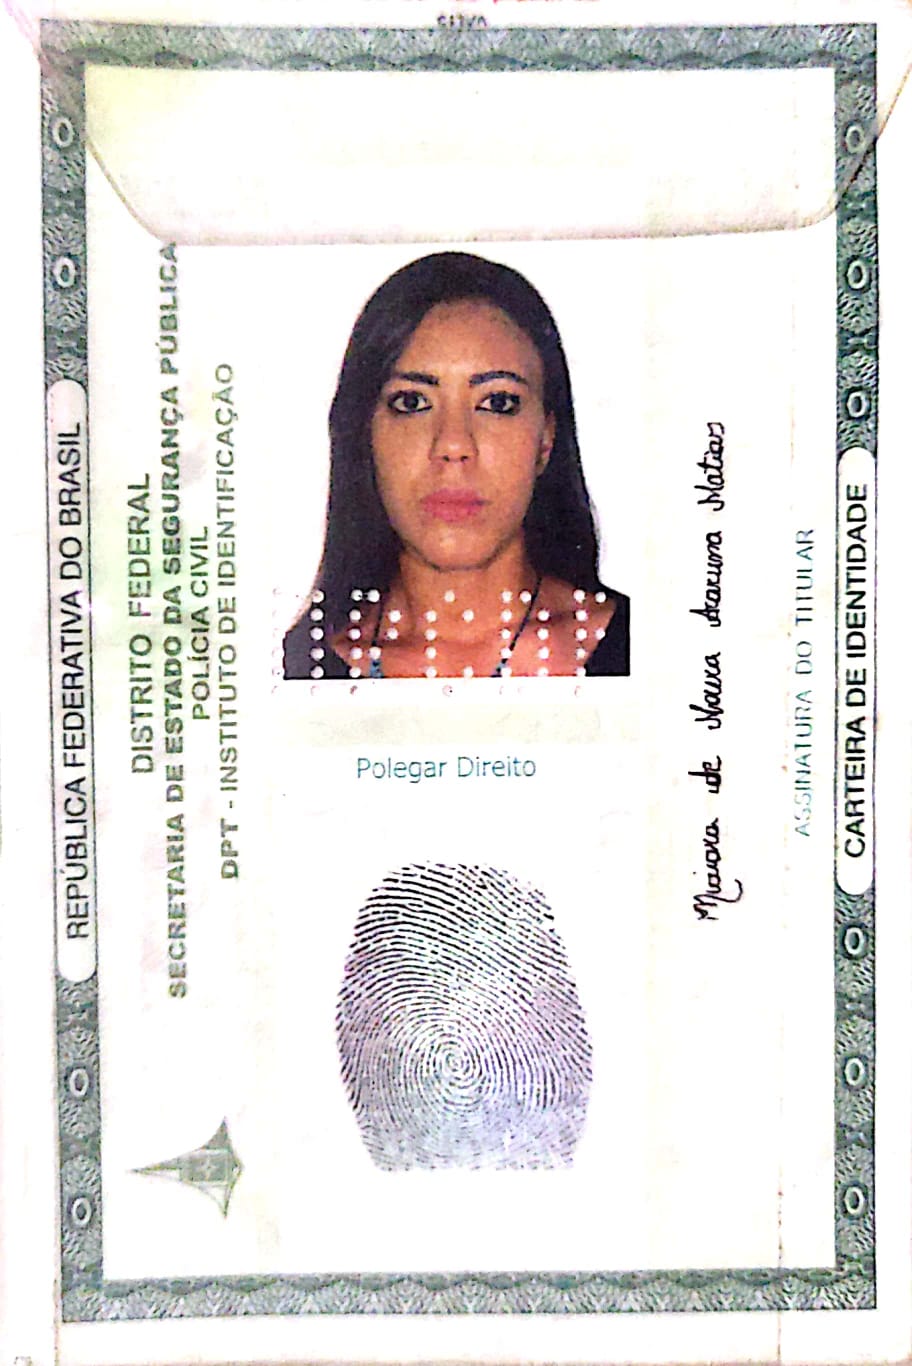 REPÚBLICA FEDERATIVA DO BRASIL
DISTRITO FEDERAL
SECRETARIA DE ESTADO DA SEGURANÇA PÚBLICA
POLÍCIA CIVIL
DPT - INSTITUTO DE IDENTIFICAÇÃO
Polegar Direito
de Moura Araruna Matias
ASSINATURA DO TITULAR
CARTEIRA DE IDENTIDADE